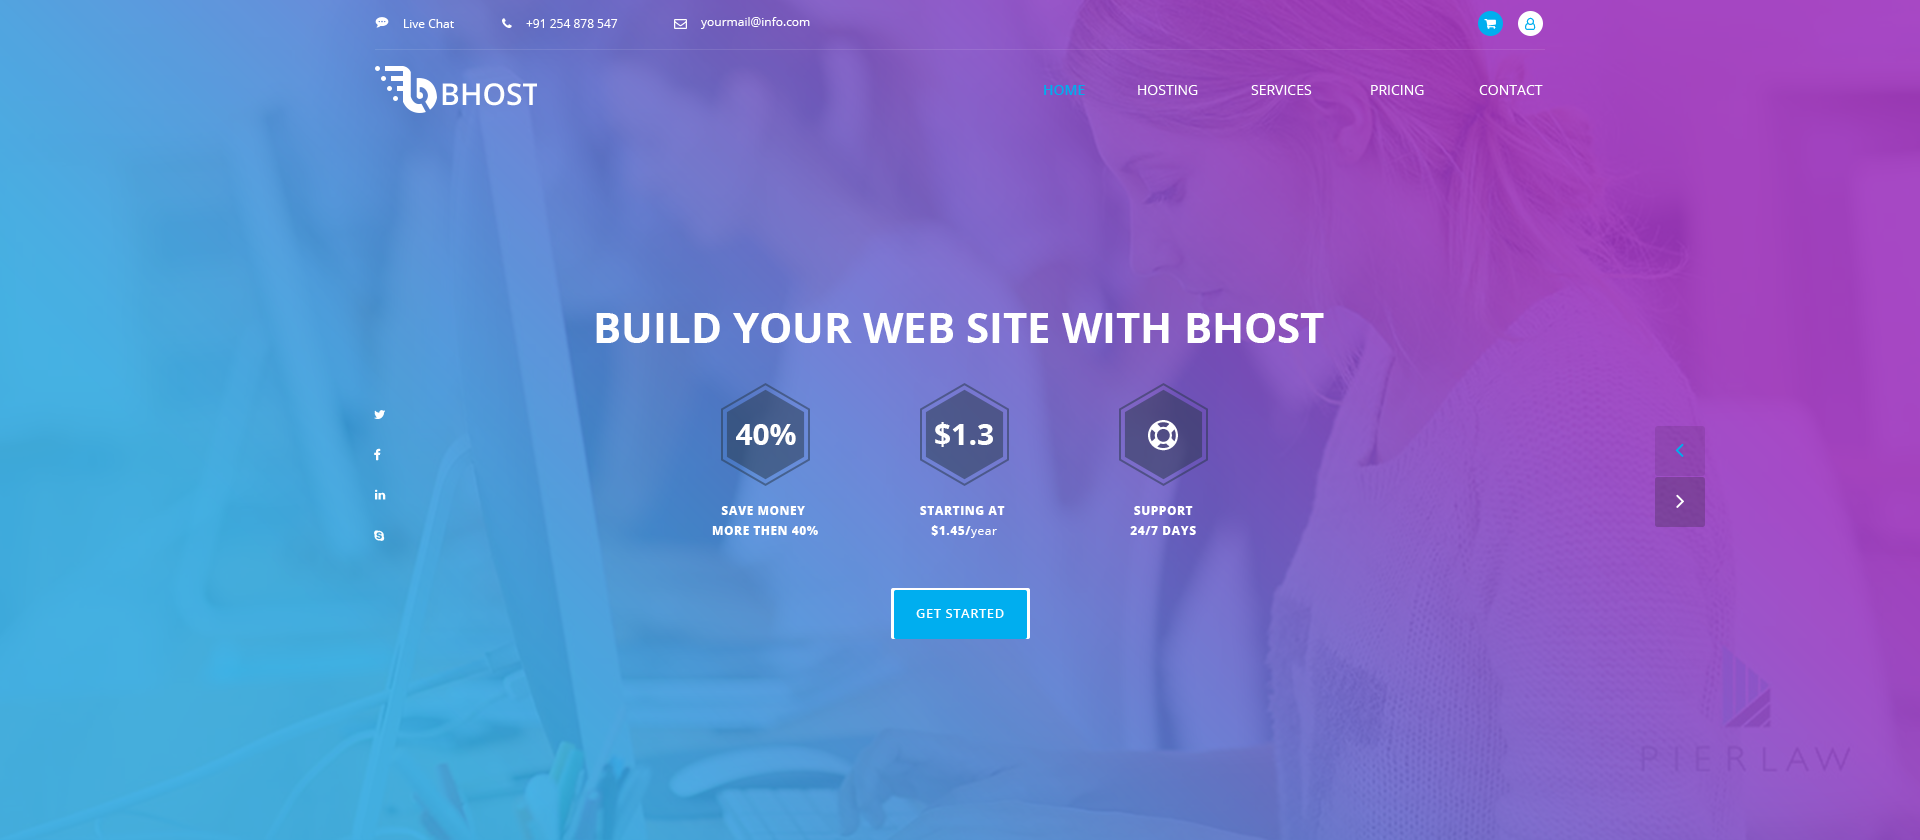 Live Chat
+91 254 878 547
yourmail@info.com
BHOST
HOME
HOSTING
SERVICES
PRICING
CONTACT
BUILD YOUR WEB SITE WITH BHOST
40%
$1.3
SAVE MONEY
MORE THEN 40%
STARTING AT
$1.45/year
SUPPORT
24/7 DAYS
GET STARTED
PIERLAW